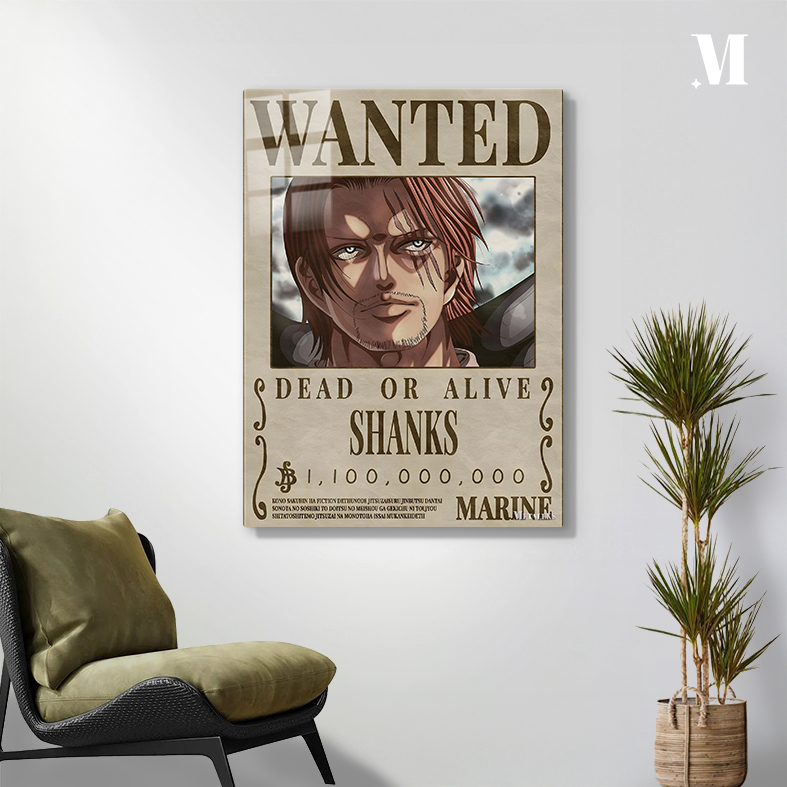 M
WANTED
DEAD OR ALIVE
SHANKS
1,100,000,000
KONO SAKUHIN HA FICTION DETHUNODE JITSUZAISURU JINBUTSU DANTAI
SONOTA NO SOSHIKI TO DOITSU NO MEISHOU GA GEKICHU NI TOUJYOU
SHITATOSHITEMO JITSUZAI NA MONOTOHA ISSAI MUKANKEIDETH
MARINE